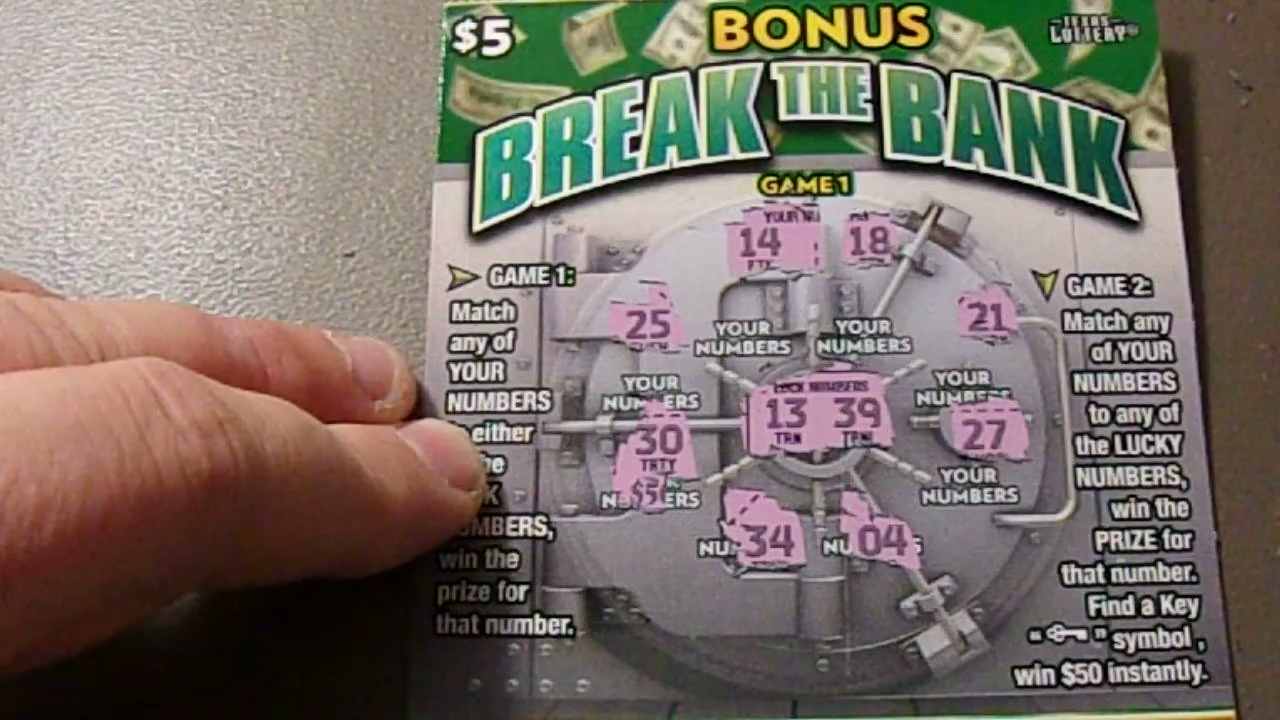 $5
BONUS
TEXAS
LOTTERY
BREAK THE BANK
GAME 1
14
18
25
21
YOUR
NUMBERS
YOUR
NUMBERS
YOUR
NUMBERS
YOUR
NUMBERS
13 39
30
TRTY
$5
27
YOUR
NUMBERS
34
04
GAME 1:
Match
any of
YOUR
NUMBERS
either
win the
prize for
that number.
GAME 2:
Match any
of YOUR
NUMBERS
to any of
the LUCKY
NUMBERS,
win the
PRIZE for
that number.
Find a Key
" " symbol,
win $50 instantly.